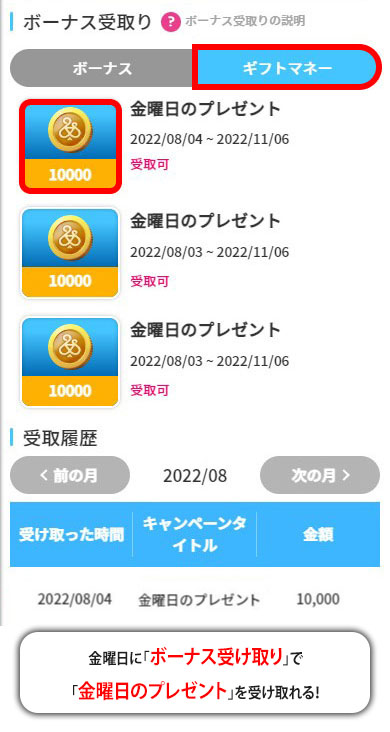 ボーナス受取り ? ボーナス受取りの説明
ボーナス ギフトマネー
金曜日のプレゼント
2022/08/04 ~ 2022/11/06
受取可
10000
金曜日のプレゼント
2022/08/03 ~ 2022/11/06
受取可
10000
金曜日のプレゼント
2022/08/03 ~ 2022/11/06
受取可
10000
受取履歴
< 前の月 2022/08 次の月 >
受け取った時間 キャンペーンタ 金額
イトル
2022/08/04 金曜日のプレゼント 10,000
金曜日に「ボーナス受け取り」で
「金曜日のプレゼント」を受け取れる!